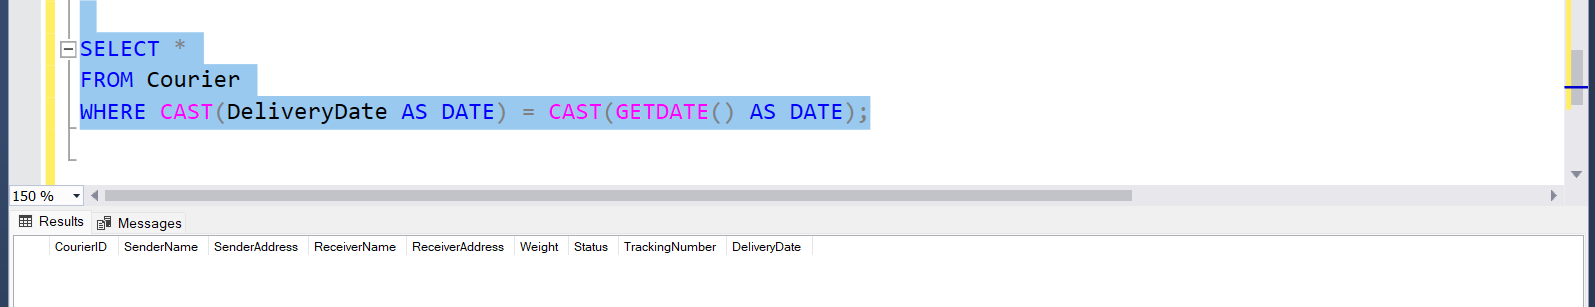 SELECT *
FROM Courier
WHERE CAST(DeliveryDate AS DATE) = CAST(GETDATE() AS DATE);
150 %
Results Messages
CourierID SenderName SenderAddress ReceiverName ReceiverAddress Weight Status TrackingNumber DeliveryDate